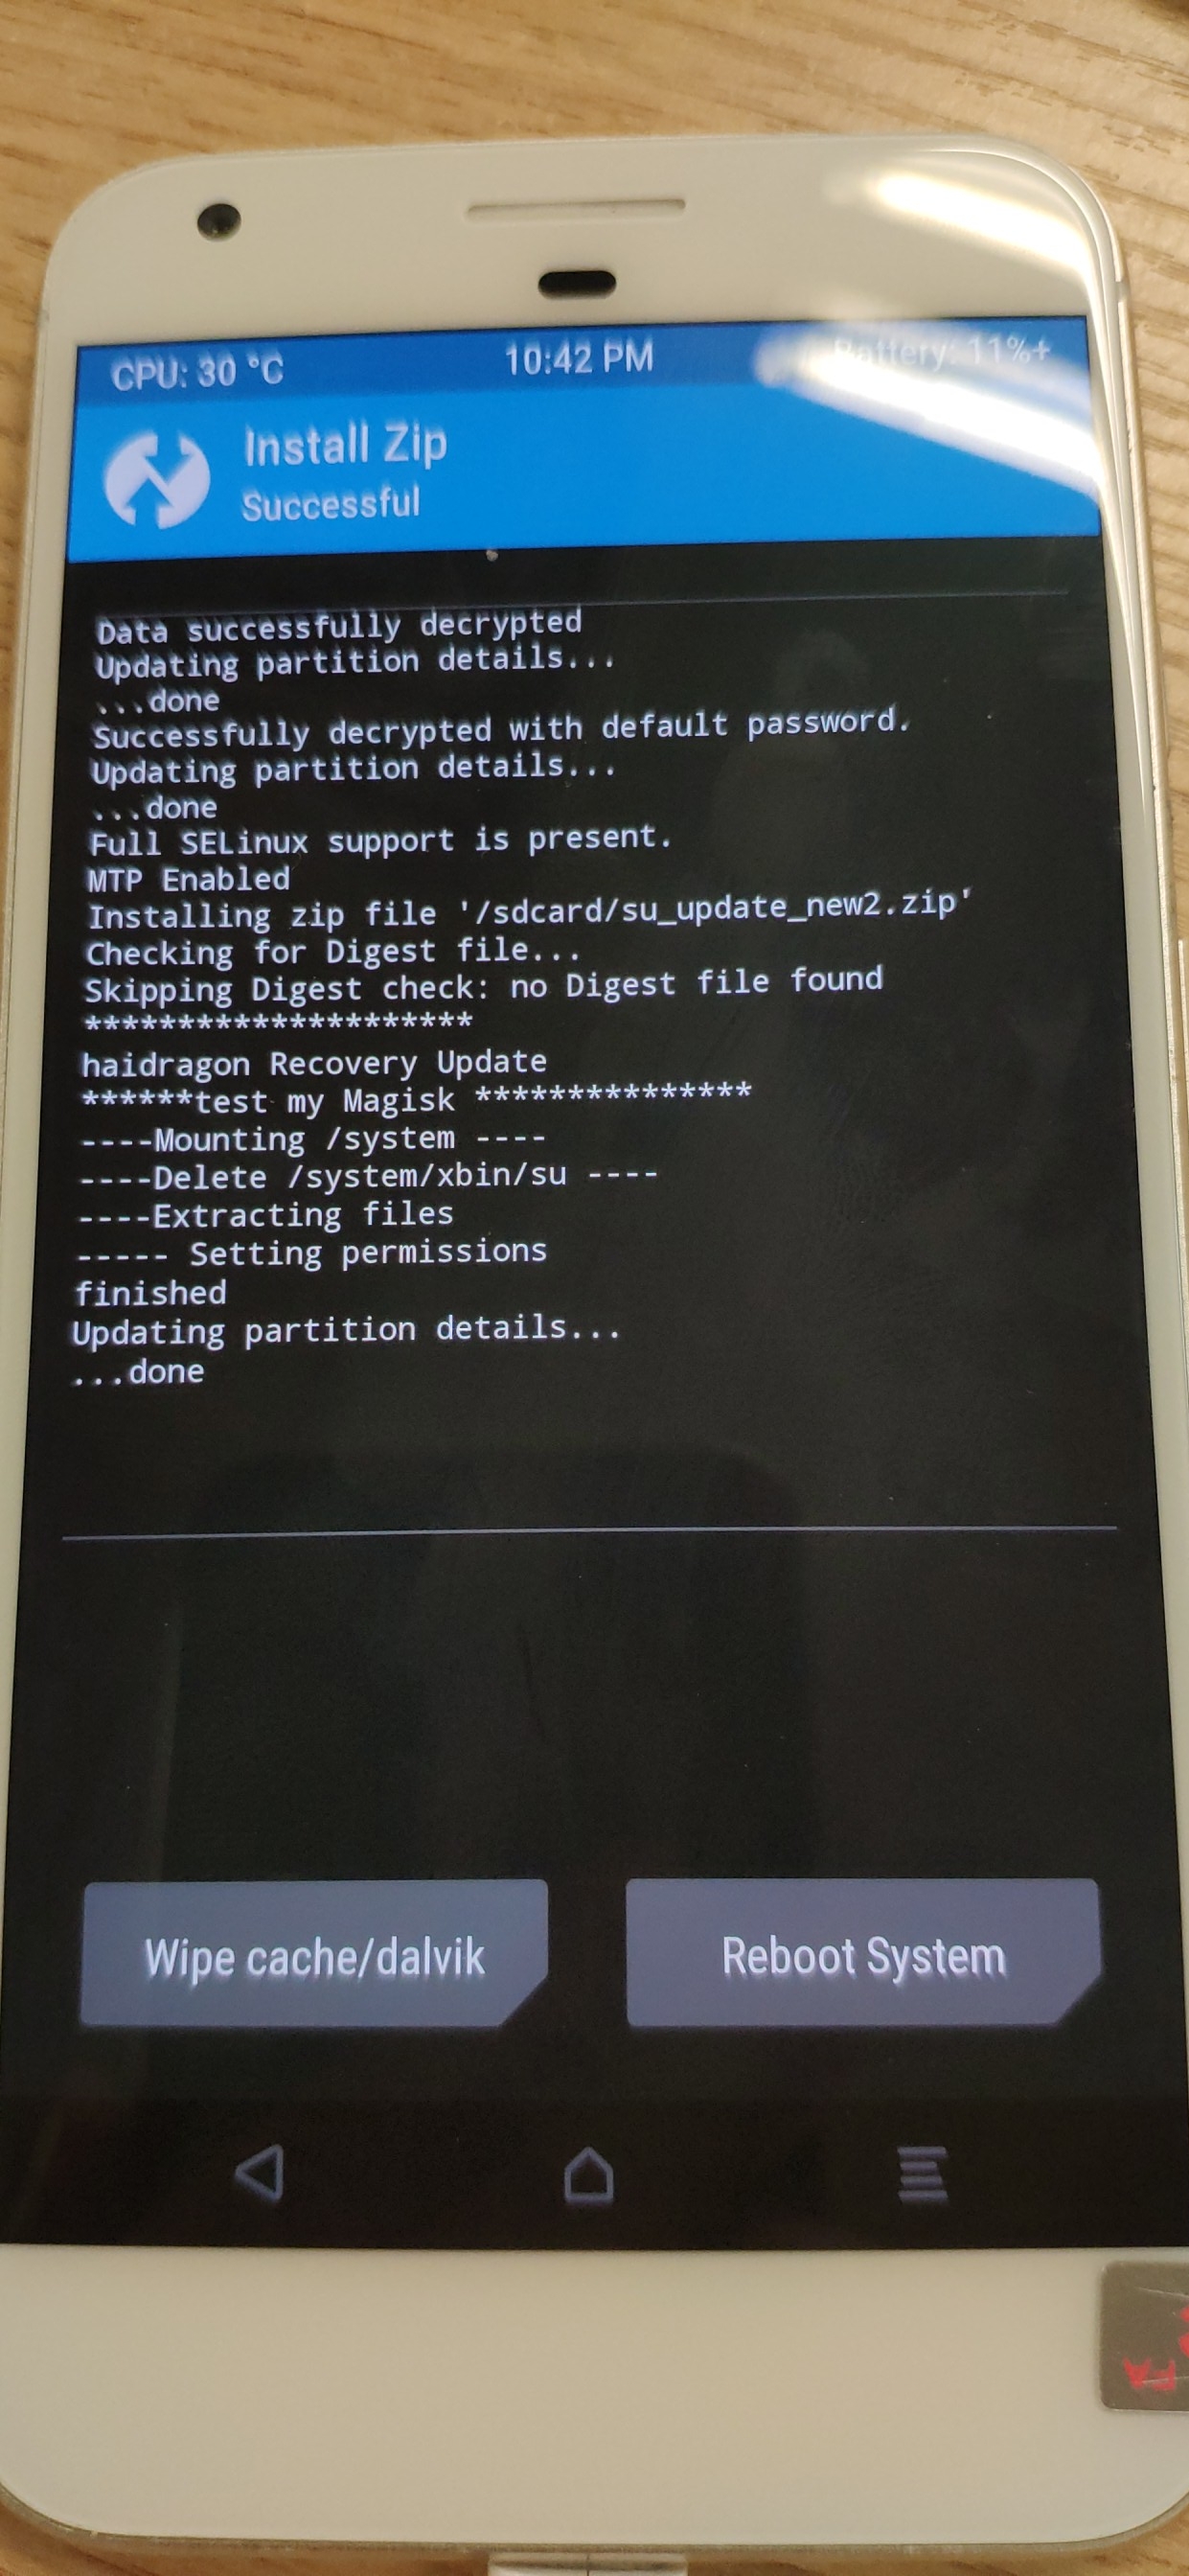 CPU: 30 °C
10:42 PM
Battery: 11%+
Install Zip
Successful
Data successfully decrypted
Updating partition details...
...done
Successfully decrypted with default password.
Updating partition details...
...done
Full SELinux support is present.
MTP Enabled
Installing zip file '/sdcard/su_update_new2.zip'
Checking for Digest file...
Skipping Digest check: no Digest file found
*********************
haidragon Recovery Update
******test my Magisk ***************
----Mounting /system ----
----Delete /system/xbin/su ----
----Extracting files
----- Setting permissions
finished
Updating partition details...
...done
Wipe cache/dalvik
Reboot System